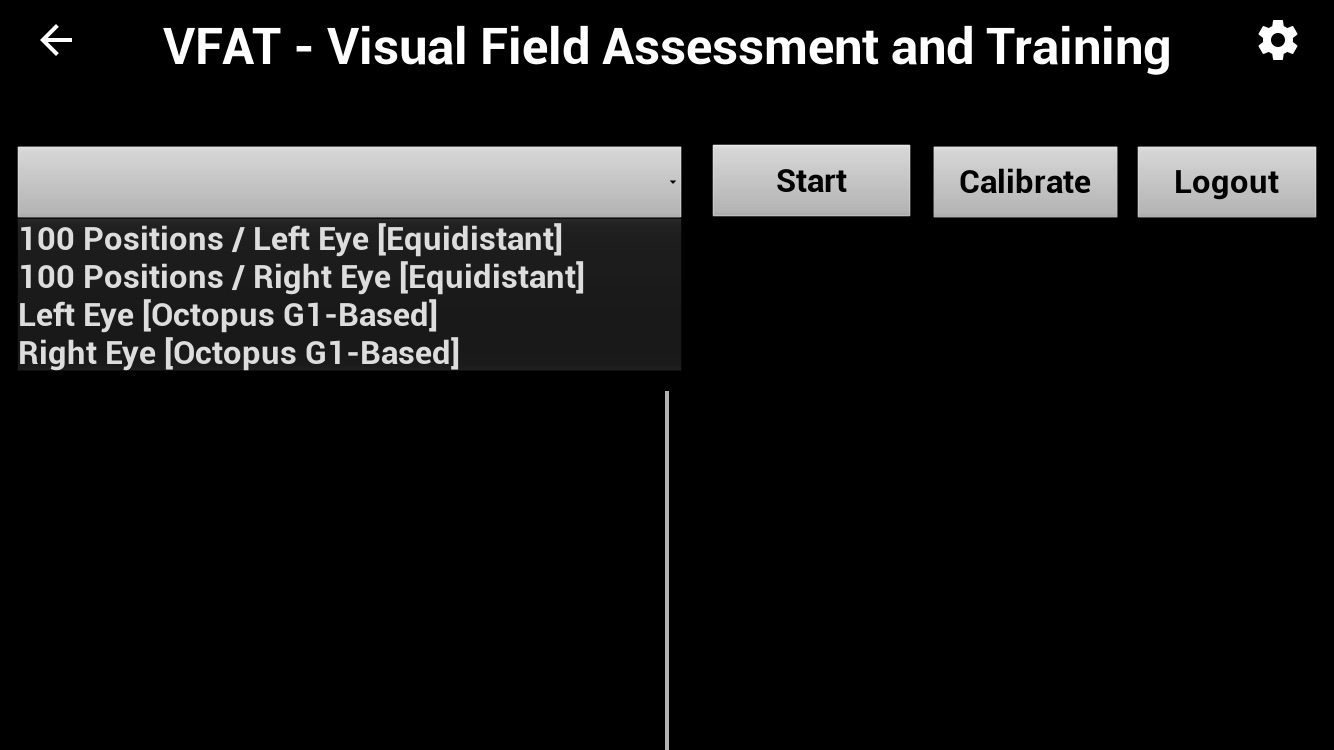 VFAT - Visual Field Assessment and Training
Start
Calibrate
Logout
100 Positions / Left Eye [Equidistant]
100 Positions / Right Eye [Equidistant]
Left Eye [Octopus G1-Based]
Right Eye [Octopus G1-Based]